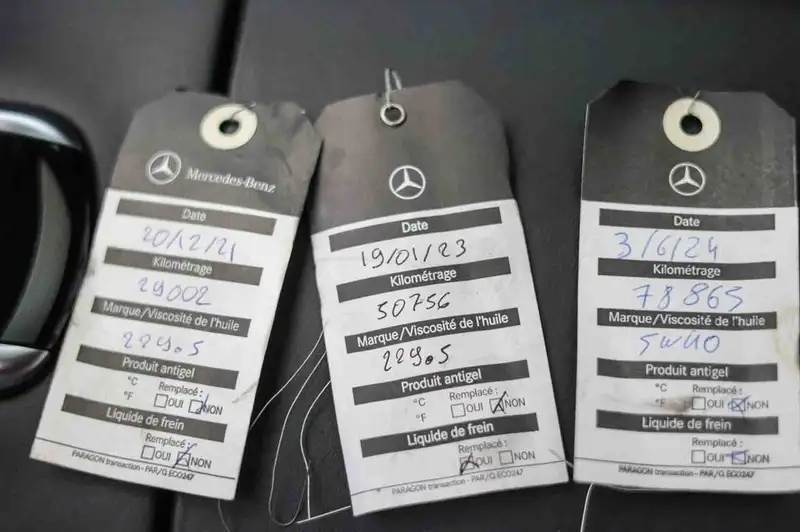 Mercedes-Benz
Date
20/12/21
Kilométrage
29002
Marque/Viscosité de l'huile
229.5
Produit antigel
°C
°F
Remplacé :
OUI NON
Liquide de frein
Remplacé :
OUI NON
PARAGON transaction - PAR/Q.ECO247
Date
19/01/23
Kilométrage
50756
Marque/Viscosité de l'huile
229.5
Produit antigel
°C
°F
Remplacé :
OUI NON
Liquide de frein
Remplacé :
OUI NON
PARAGON transaction - PAR/Q.ECO247
Date
3/6/24
Kilométrage
78865
Marque/Viscosité de l'huile
5W40
Produit antigel
°C
°F
Remplacé :
OUI NON
Liquide de frein
Remplacé :
OUI NON
PARAGON transaction - PAR/Q.ECO247